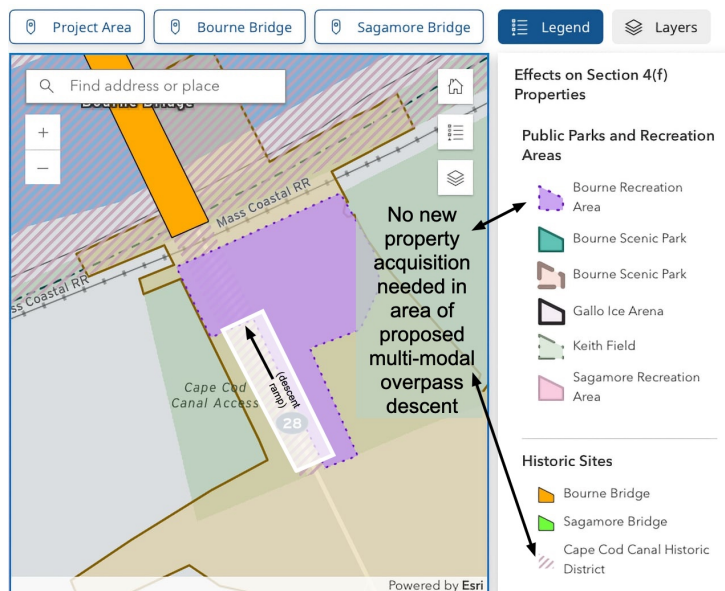 Project Area
Bourne Bridge
Sagamore Bridge
Legend
Layers
Find address or place
Bourne Bridge
+
−
Mass Coastal RR
ss Coastal RR
Cape Cod
Canal Access
(descent
ramp)
28
No new
property
acquisition
needed in
area of
proposed
multi-modal
overpass
descent
Powered by Esri
Effects on Section 4(f)
Properties
Public Parks and Recreation
Areas
Bourne Recreation
Area
Bourne Scenic Park
Bourne Scenic Park
Gallo Ice Arena
Keith Field
Sagamore Recreation
Area
Historic Sites
Bourne Bridge
Sagamore Bridge
Cape Cod Canal Historic
District